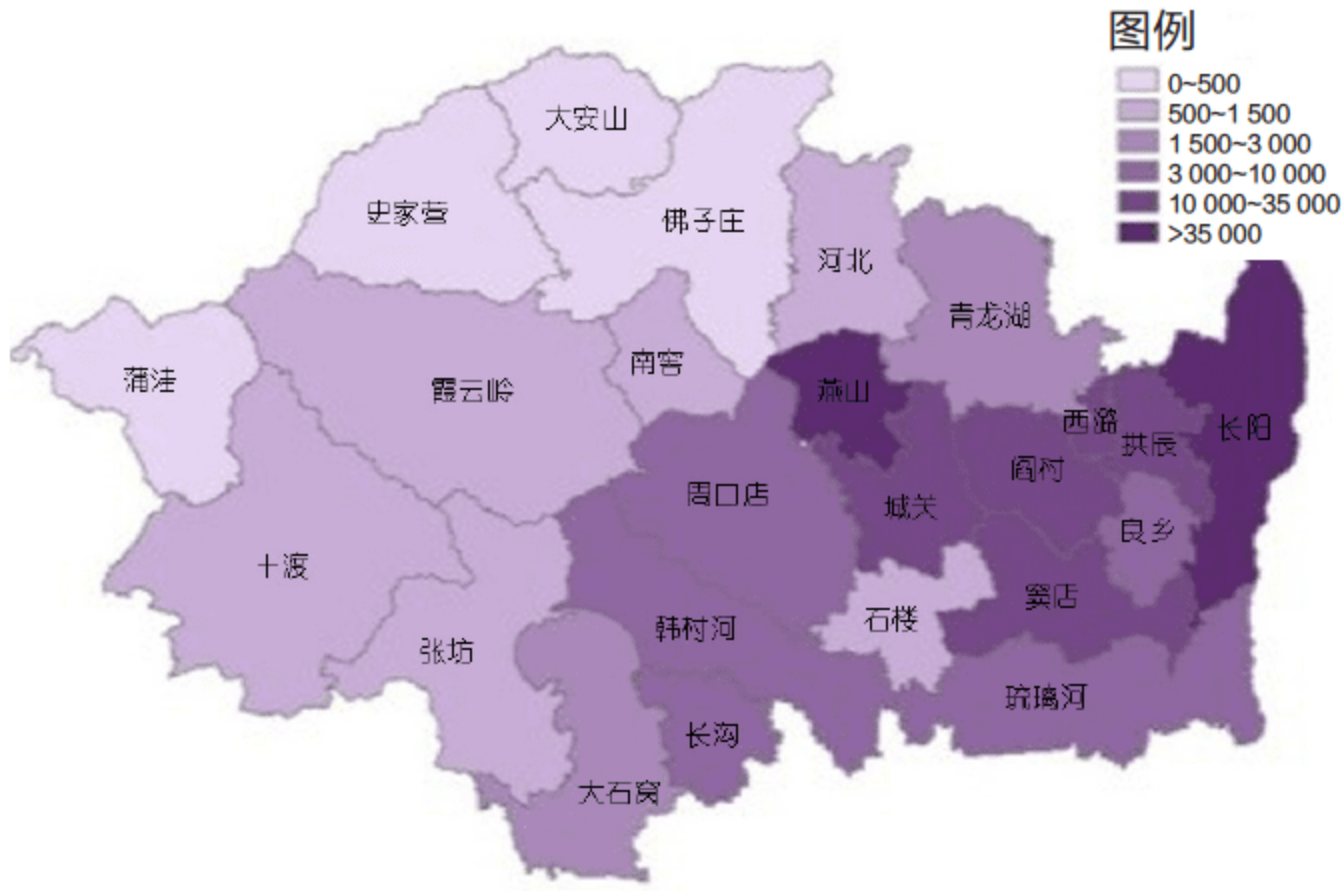 图例
0~500
500~1 500
1 500~3 000
3 000~10 000
10 000~35 000
>35 000
大安山
史家营
佛子庄
河北
青龙湖
南窖
蒲洼
霞云岭
燕山
西潞
长阳
拱辰
阎村
周口店
城关
良乡
十渡
窦店
石楼
韩村河
张坊
琉璃河
长沟
大石窝